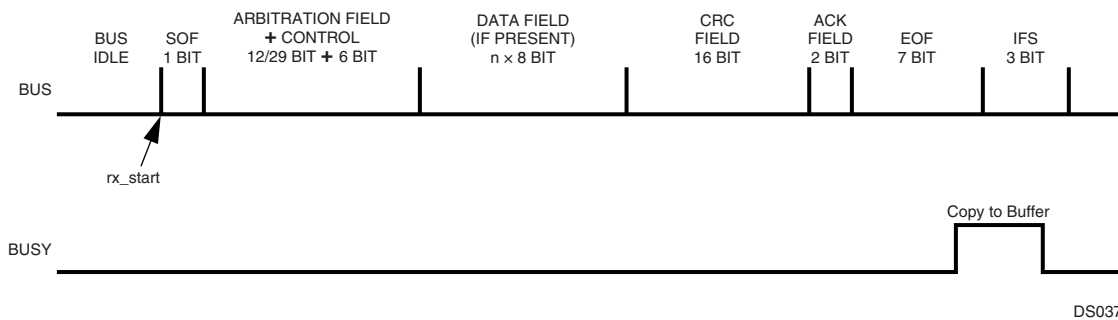 BUS IDLE
SOF 1 BIT
ARBITRATION FIELD + CONTROL 12/29 BIT + 6 BIT
DATA FIELD (IF PRESENT) n × 8 BIT
CRC FIELD 16 BIT
ACK FIELD 2 BIT
EOF 7 BIT
IFS 3 BIT
BUS
rx_start
Copy to Buffer
BUSY
DS037